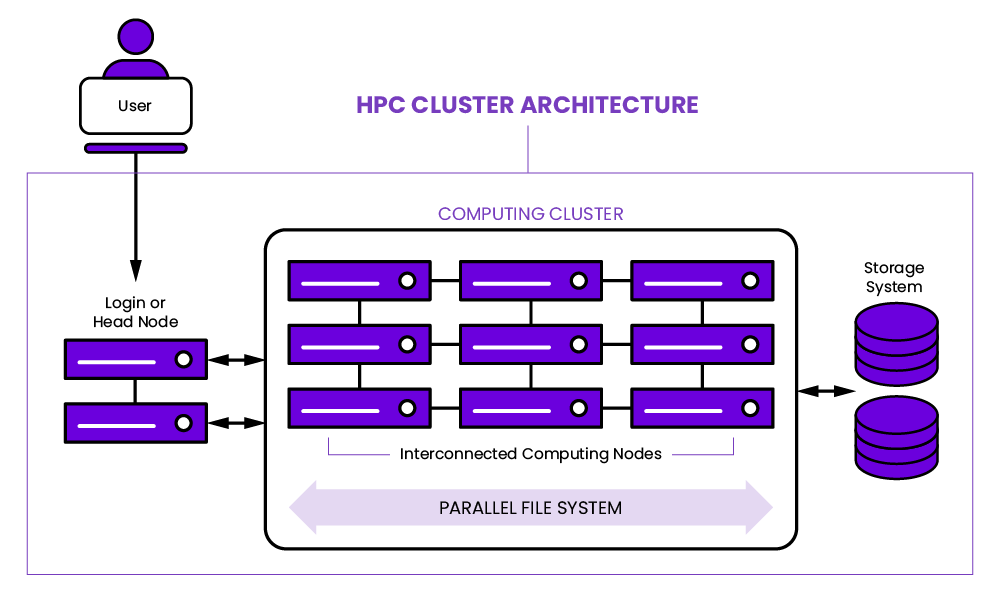 User
HPC CLUSTER ARCHITECTURE
COMPUTING CLUSTER
Login or
Head Node
Storage
System
Interconnected Computing Nodes
PARALLEL FILE SYSTEM